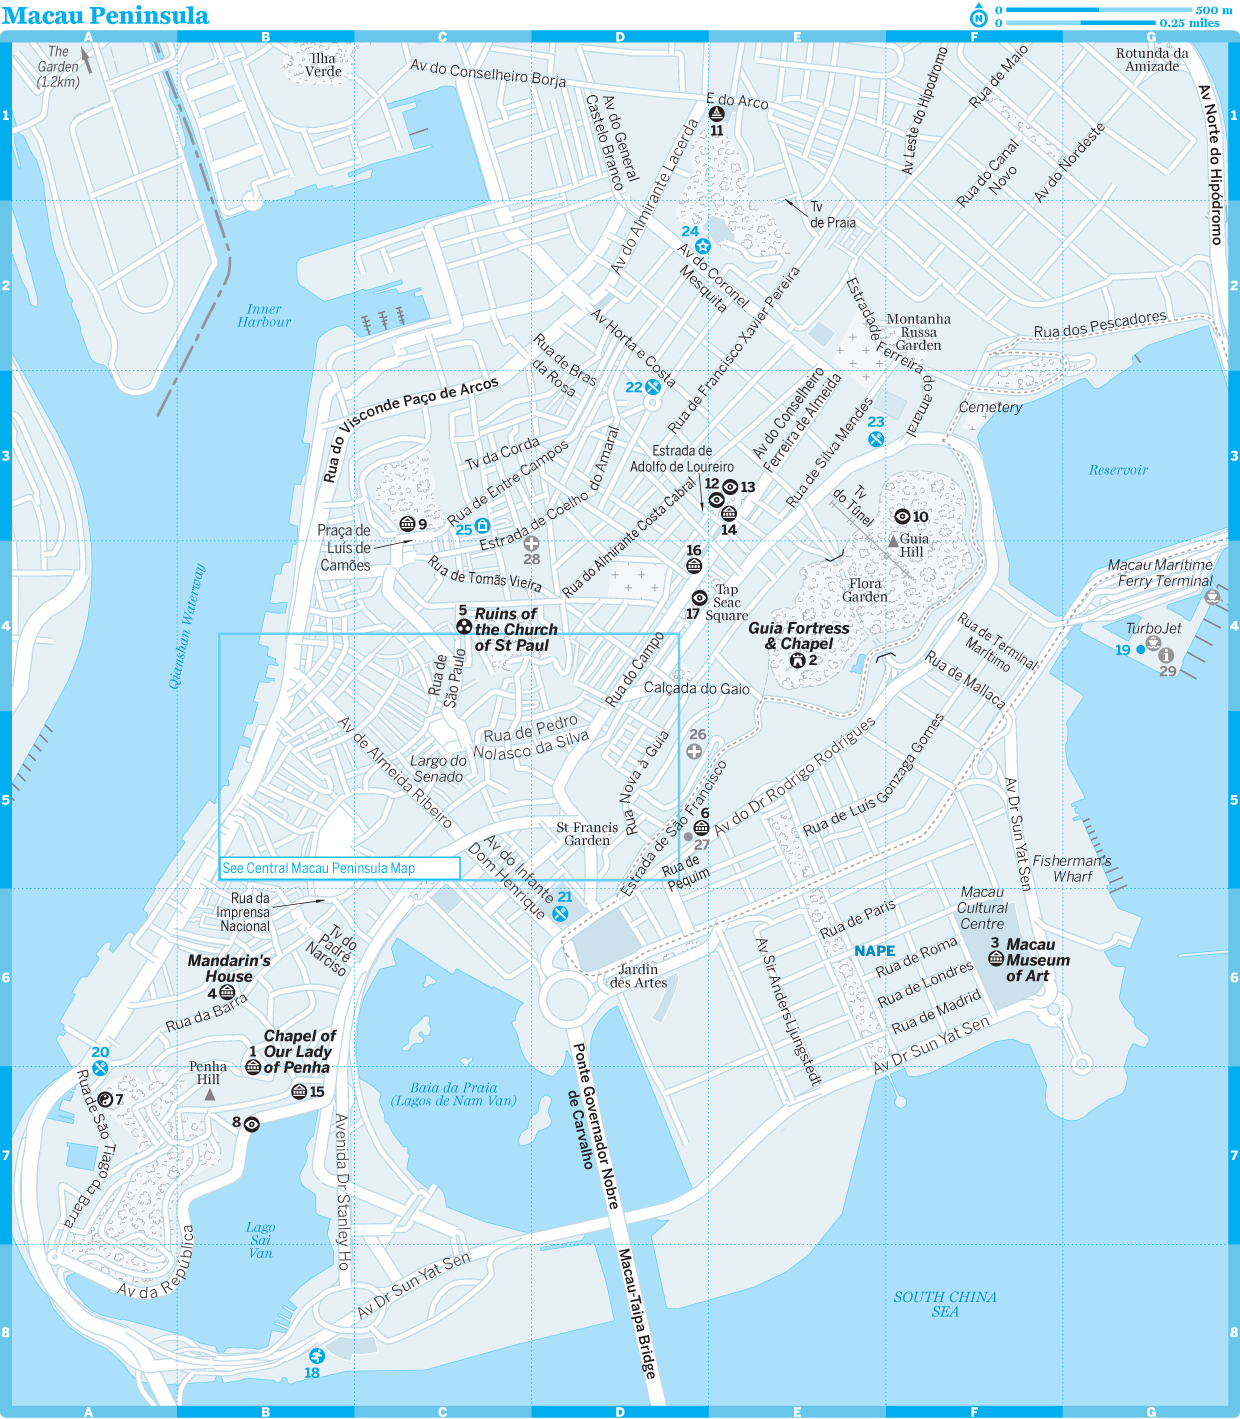 Macau Peninsula
N
0 500 m
0 0.25 miles
A B C D E F G
The
Garden
(1.2km)
Ilha
Verde
Av do Conselheiro Borja
Av do General
Castelo Branco
E do Arco
11
Av Leste do Hipódromo
Rua de Maio
Rotunda da
Amizade
1 1
Av Norte do Hipódromo
Av do Almirante Lacerda
Rua do Canal
Novo
Av do Nordeste
Tv
de Praia
24
Av do Coronel
Mesquita
2 2
Inner
Harbour
Estrada de Ferreira do amaral
Montanha
Russa
Garden
Rua dos Pescadores
Av Horta e Costa
Rua de Francisco Xavier Pereira
Rua de Bras
da Rosa
22
Rua do Visconde Paço de Arcos
Av do Conselheiro
Ferreira de Almeida
Rua de Silva Mendes
23
Cemetery
3 3
Tv da Corda
Rua de Entre Campos
Estrada de Coelho do Amaral
Estrada de
Adolfo de Loureiro
Reservoir
12
13
14
Tv
do Túnel
10
Guia
Hill
9
25
Praça de
Luís de
Camões
28
Rua do Almirante Costa Cabral
16
Rua de Tomás Vieira
17
Tap
Seac
Square
Flora
Garden
Macau Maritime
Ferry Terminal
Qianshan Waterway
5
Ruins of
the Church
of St Paul
Guia Fortress
& Chapel
2
Rua de Terminal
Marítimo
TurboJet
19
29
4 4
Rua de
São Paulo
Rua do Campo
Calçada do Gaio
Rua de Mallaca
Av de Almeida Ribeiro
Rua de Pedro
Nolasco da Silva
Largo do
Senado
Rua Nova à Guia
26
Estrada de São Francisco
Av do Dr Rodrigo Rodrigues
Rua de Luís Gonzaga Gomes
Av Dr Sun Yat Sen
5 5
St Francis
Garden
6
27
Rua de
Pequim
Fisherman's
Wharf
See Central Macau Peninsula Map
Av do Infante
Dom Henrique
21
Rua da
Imprensa
Nacional
Tv do
Padre
Narciso
Macau
Cultural
Centre
Rua de Paris
NAPE
Rua de Roma
Rua de Londres
Rua de Madrid
3
Macau
Museum
of Art
Mandarin's
House
4
Rua da Barra
Jardin
des Artes
Av Sir Anders Ljungstedt
6 6
Av Dr Sun Yat Sen
Chapel of
1 Our Lady
of Penha
20
Penha
Hill
15
7
8
Rua de São Tiago da Barra
Baia da Praia
(Lagos de Nam Van)
Ponte Governador Nobre
de Carvalho
7 7
Avenida Dr Stanley Ho
Lago
Sai
Van
Av da República
Av Dr Sun Yat Sen
Macau-Taipa Bridge
SOUTH CHINA
SEA
8 8
18
A B C D E F G